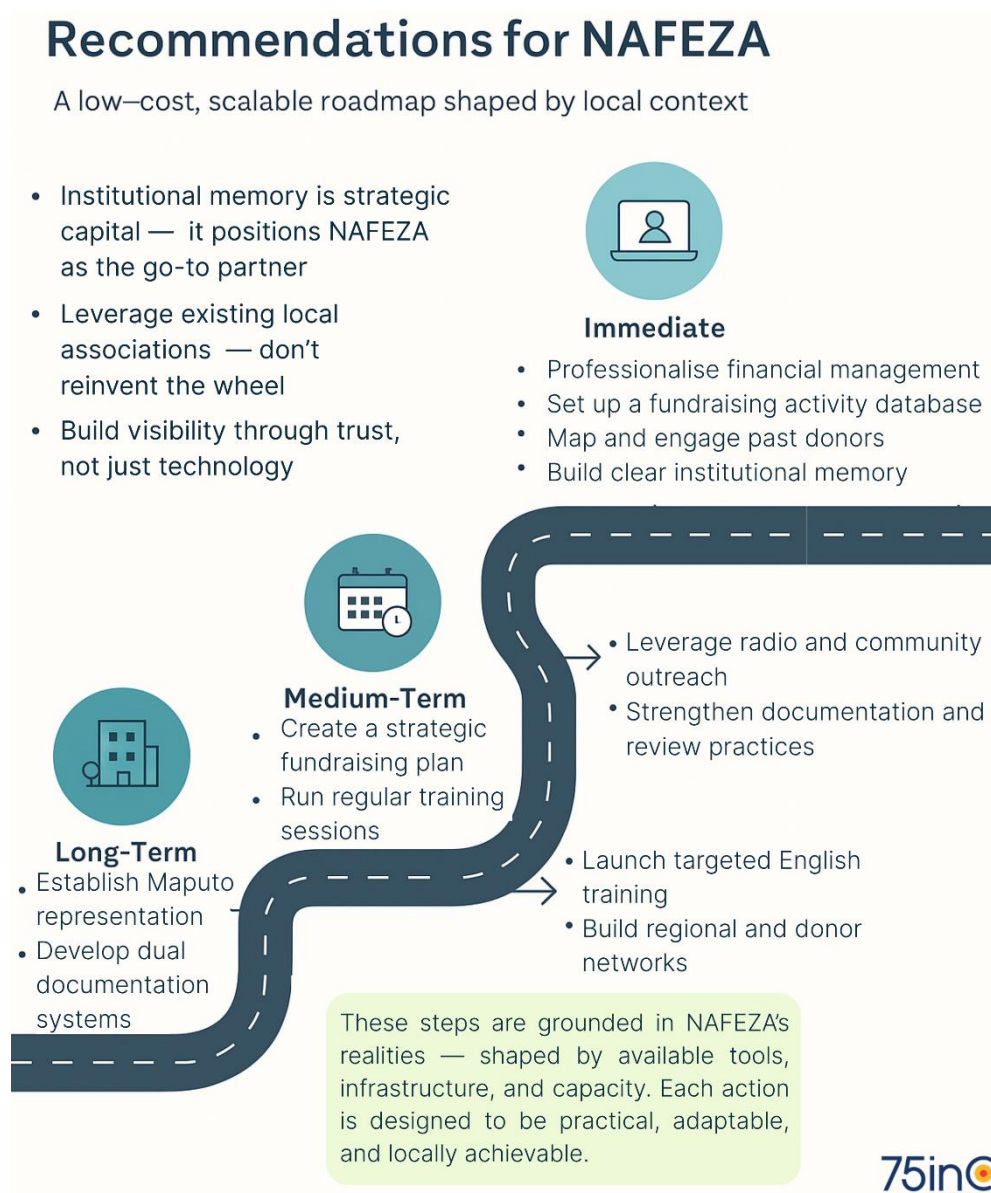 Recommendations for NAFEZA
A low–cost, scalable roadmap shaped by local context
• Institutional memory is strategic
capital — it positions NAFEZA
as the go-to partner
• Leverage existing local
associations — don't
reinvent the wheel
• Build visibility through trust,
not just technology
Immediate
• Professionalise financial management
• Set up a fundraising activity database
• Map and engage past donors
• Build clear institutional memory
• Leverage radio and community
outreach
• Strengthen documentation and
review practices
Medium-Term
• Create a strategic
fundraising plan
• Run regular training
sessions
• Launch targeted English
training
• Build regional and donor
networks
Long-Term
• Establish Maputo
representation
• Develop dual
documentation
systems
These steps are grounded in NAFEZA's
realities — shaped by available tools,
infrastructure, and capacity. Each action
is designed to be practical, adaptable,
and locally achievable.
75in